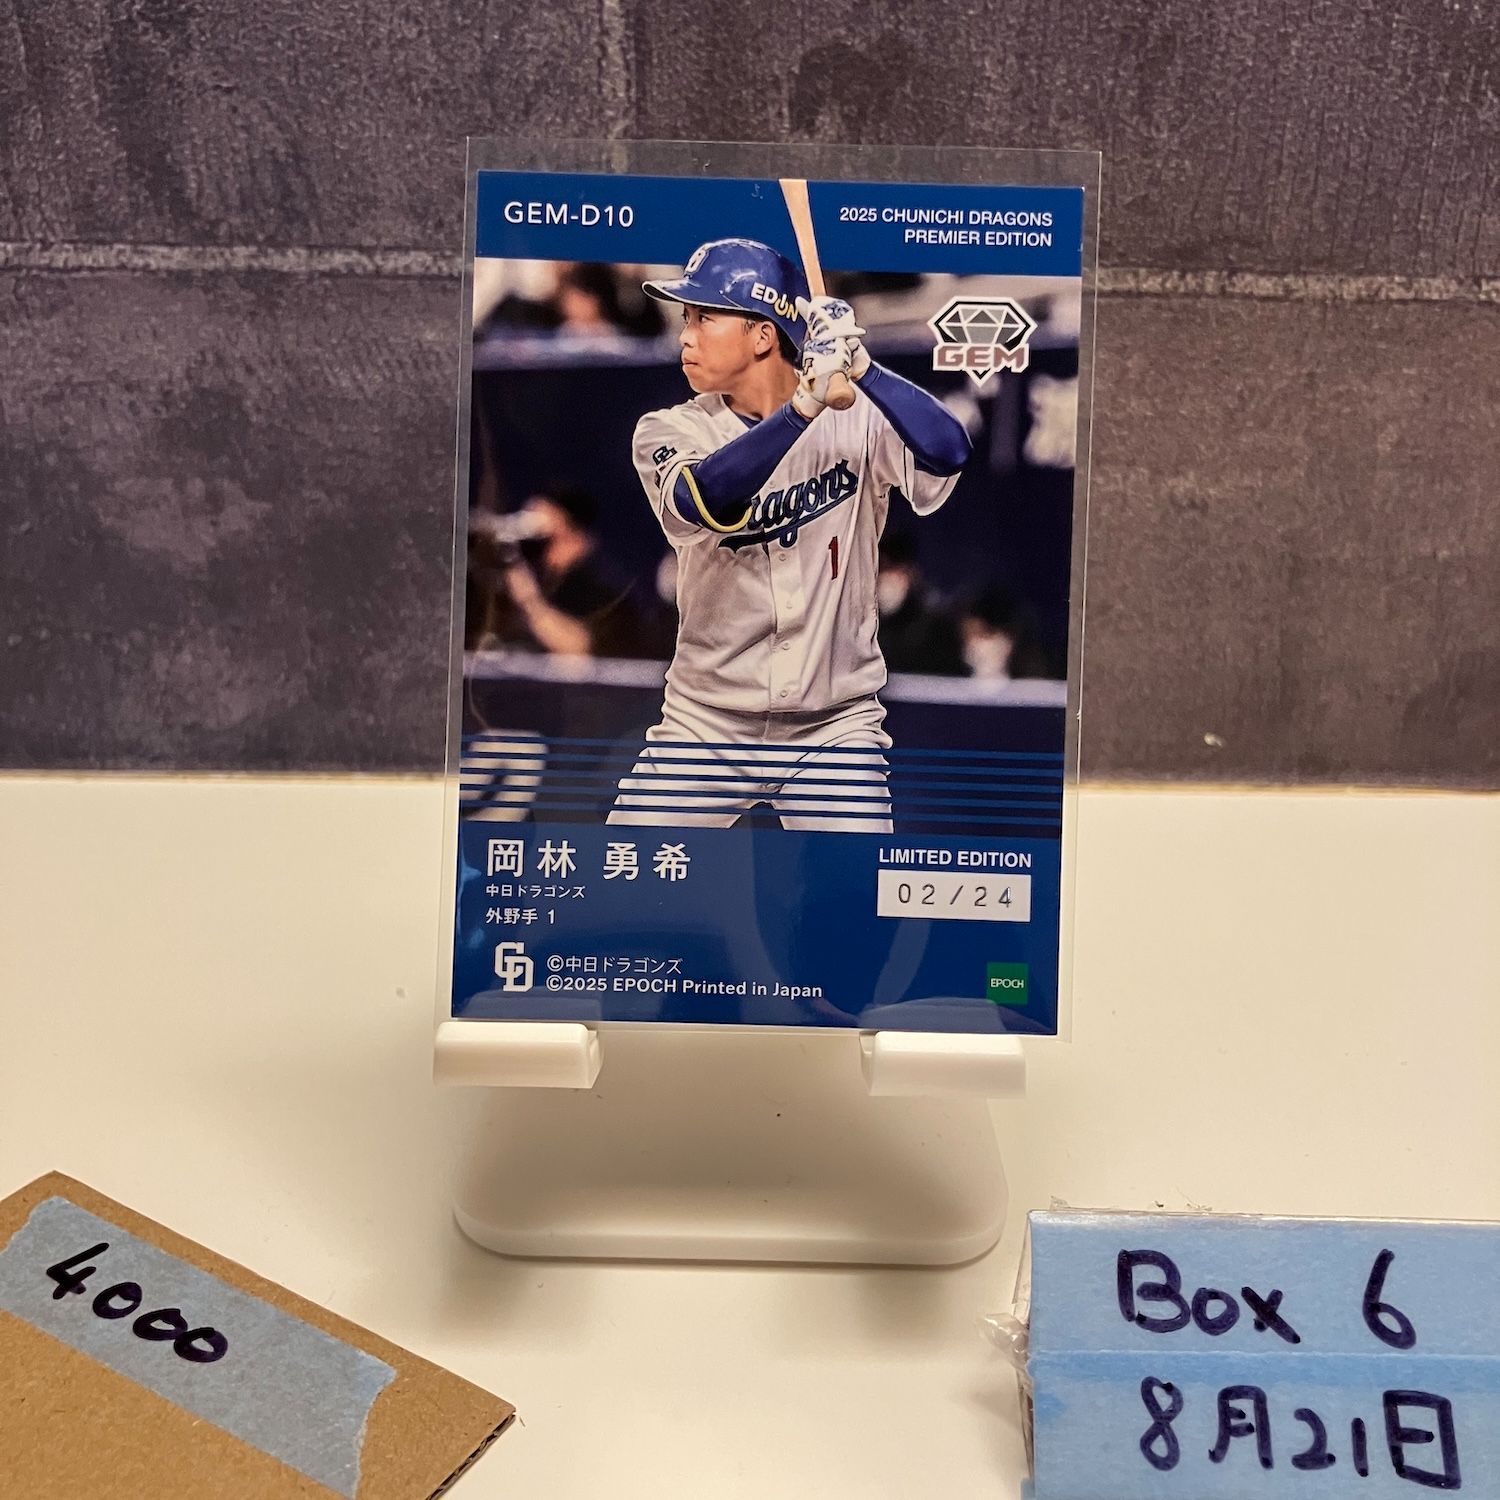 GEM-D10
2025 CHUNICHI DRAGONS
PREMIER EDITION
EDION
GEM
Dragons
1
岡林 勇希
中日ドラゴンズ
外野手 1
LIMITED EDITION
02/24
©中日ドラゴンズ
©2025 EPOCH Printed in Japan
EPOCH
4000
Box 6
8月21日